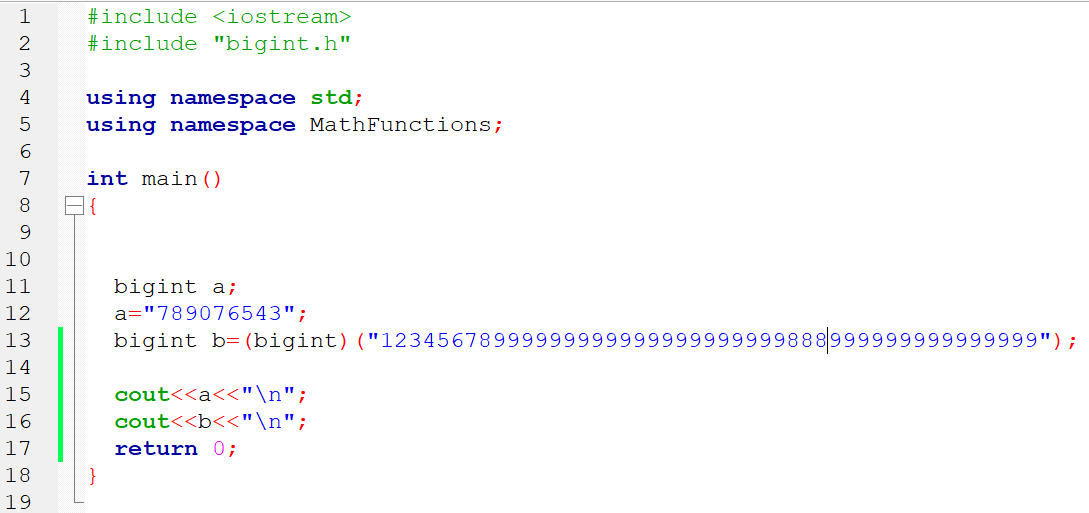 1 #include <iostream>
2 #include "bigint.h"
3
4 using namespace std;
5 using namespace MathFunctions;
6
7 int main()
8 {
9
10
11 bigint a;
12 a="789076543";
13 bigint b=(bigint)("12345678999999999999999999999888999999999999999");
14
15 cout<<a<<"\n";
16 cout<<b<<"\n";
17 return 0;
18 }
19